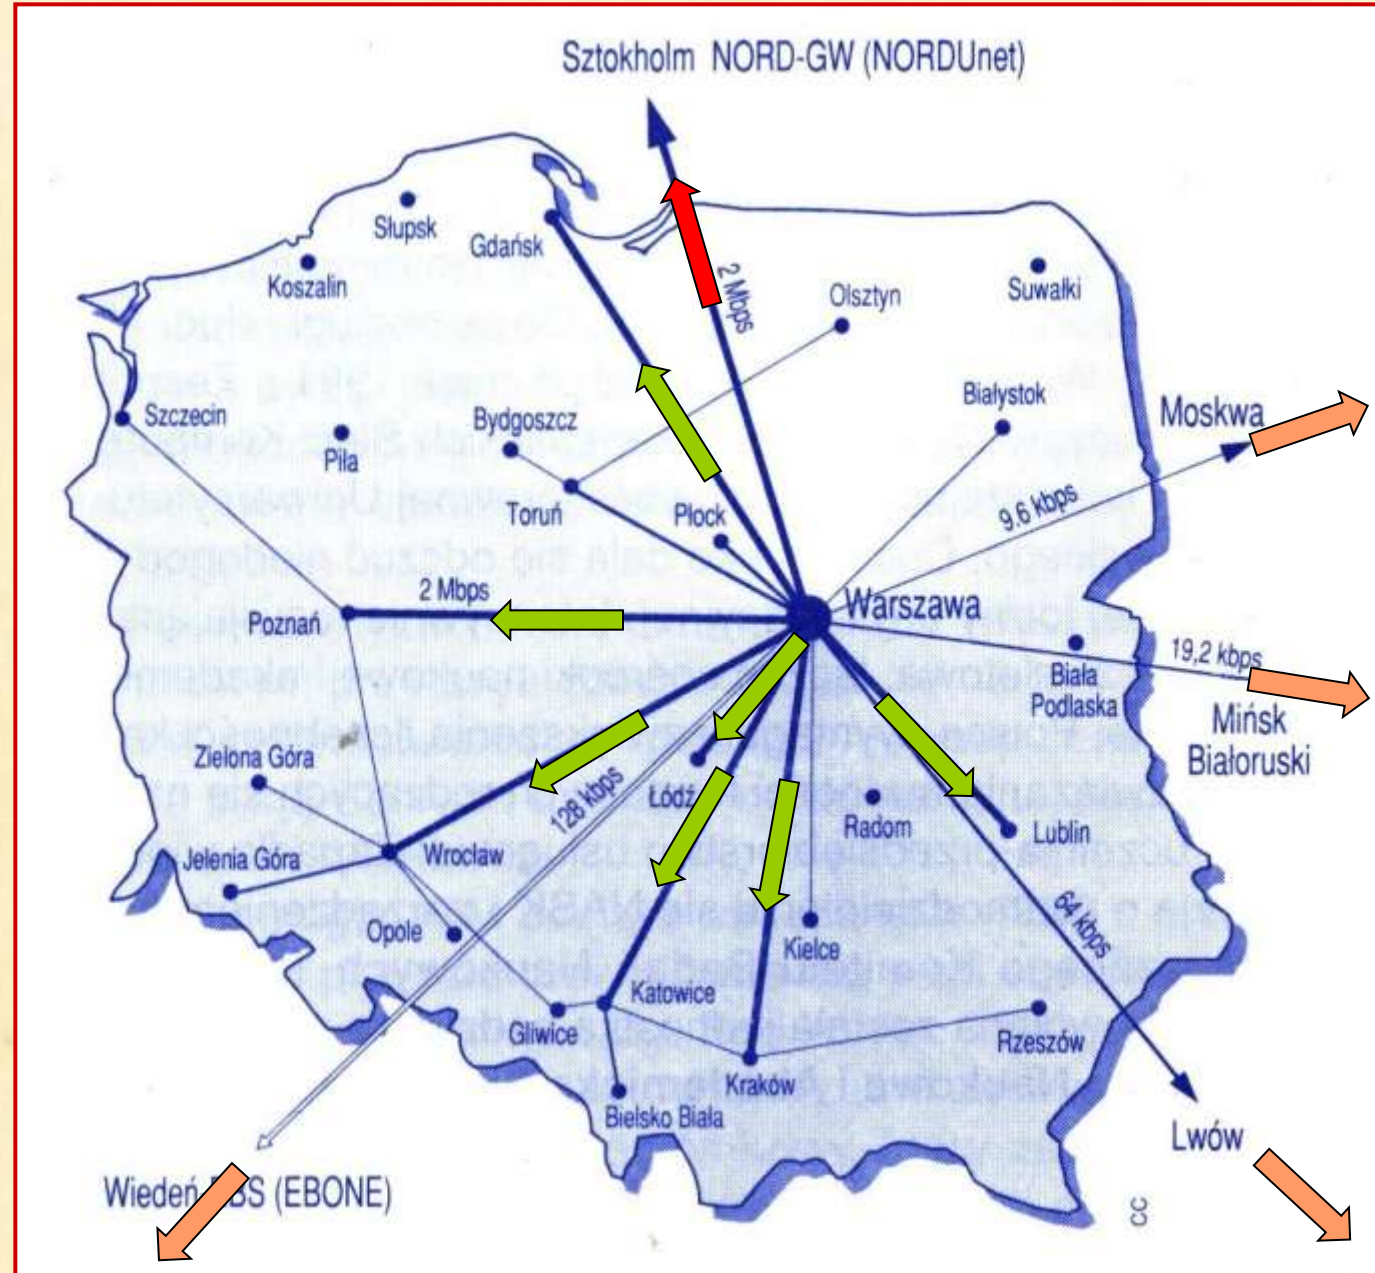 Sztokholm NORD-GW (NORDUnet)
Słupsk
Gdańsk
Koszalin
2 Mbps
Olsztyn
Suwałki
Szczecin
Piła
Bydgoszcz
Białystok
Moskwa
Toruń
Płock
9.6 kbps
2 Mbps
Poznań
Warszawa
19,2 kbps
Biała
Podlaska
Mińsk
Białoruski
Zielona Góra
128 kbps
Łódź
Radom
Lublin
Jelenia Góra
Wrocław
Opole
Kielce
64 kbps
Katowice
Gliwice
Rzeszów
Kraków
Bielsko Biała
Lwów
Wiedeń (EBONE)
CC